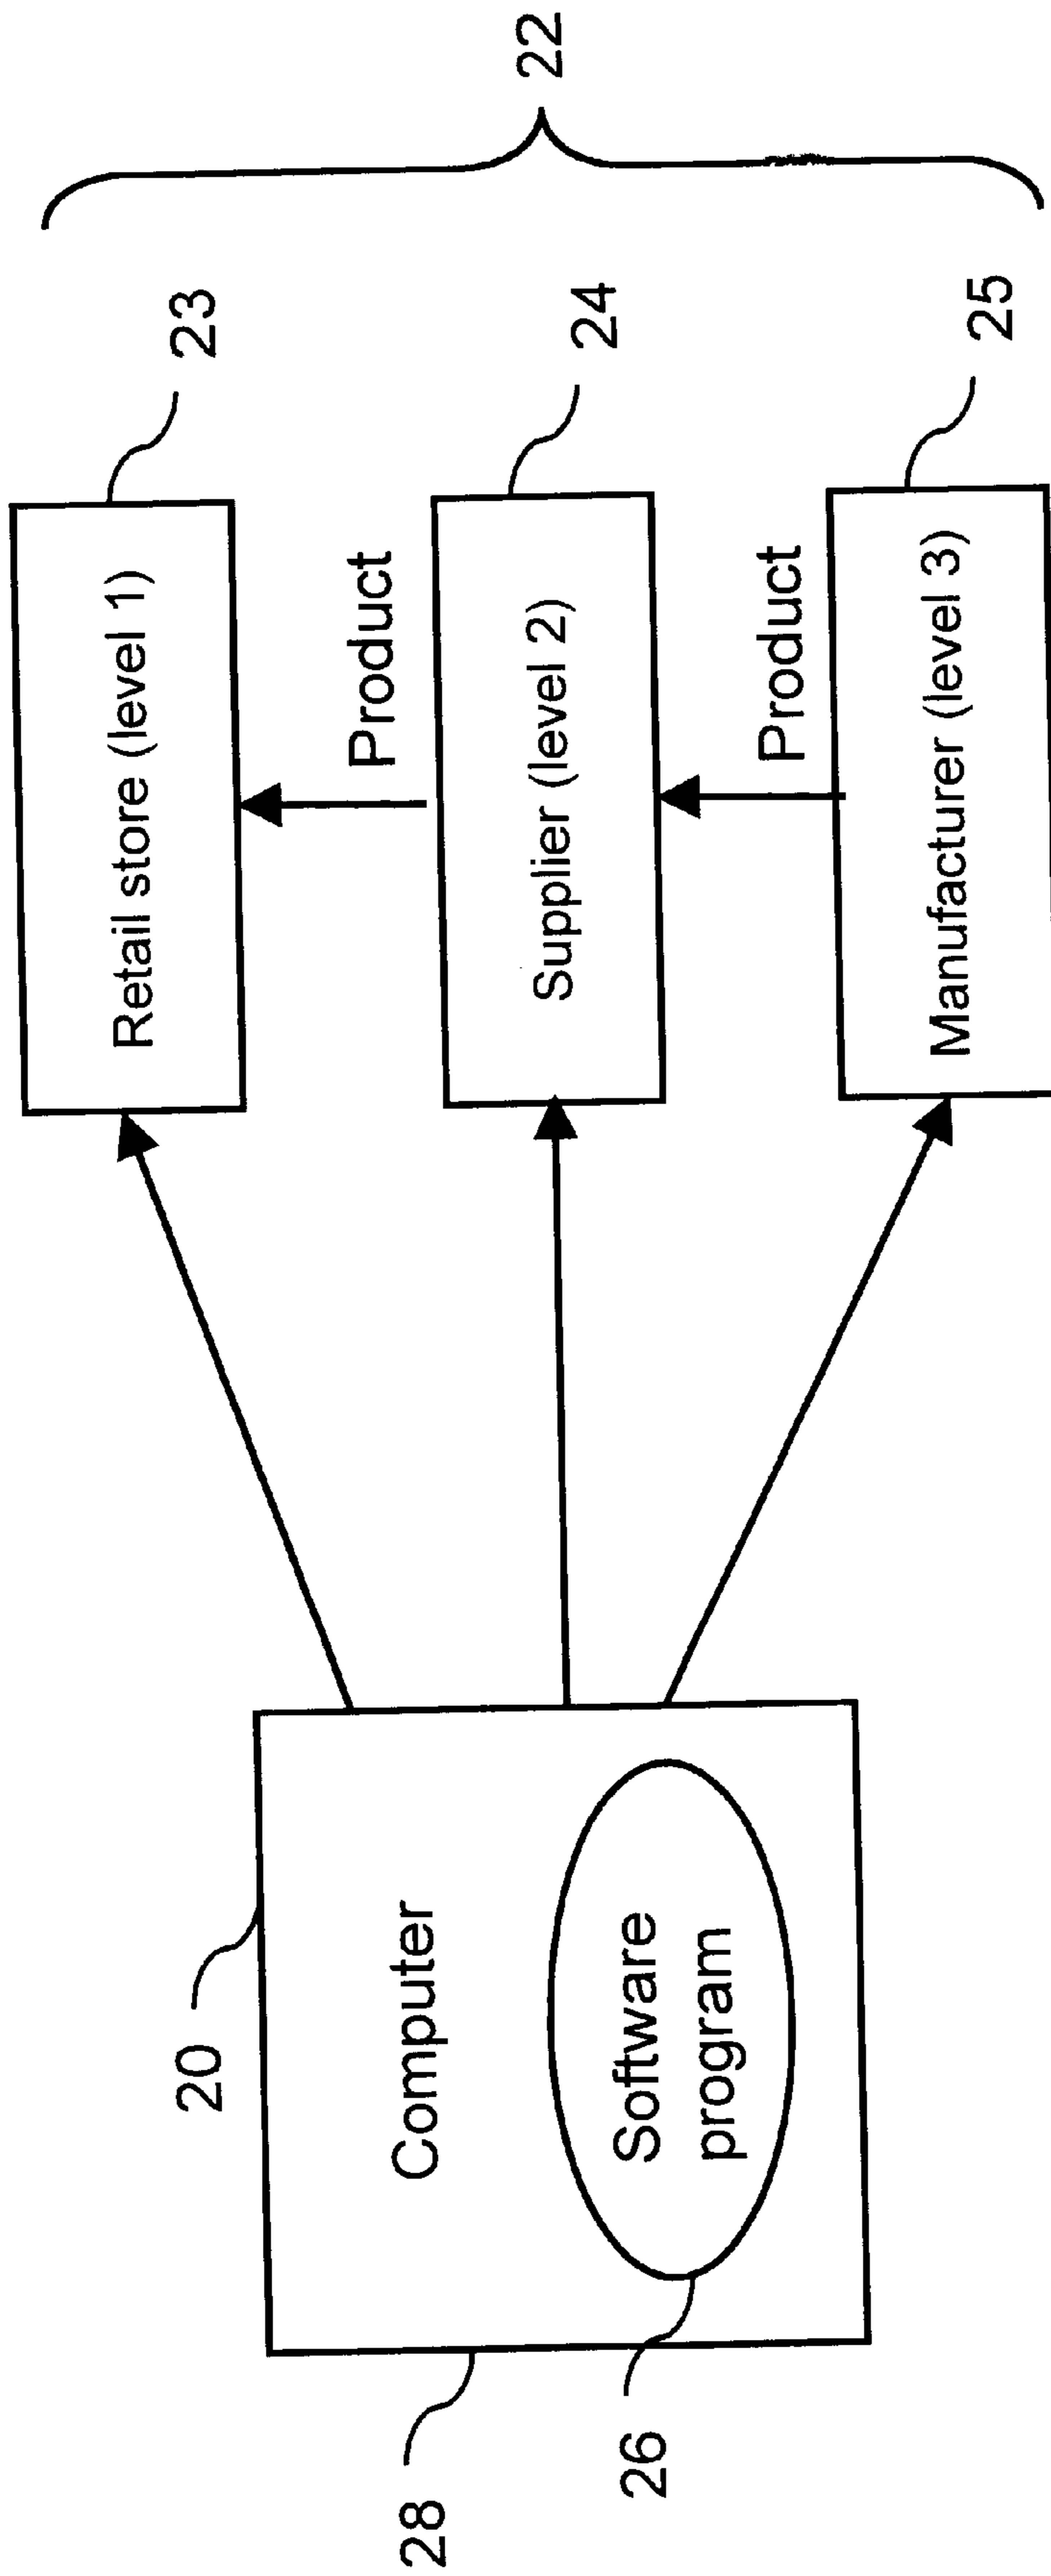 20
28
26
Computer
Software
program
Retail store (level 1)
23
Product
Supplier (level 2)
24
Product
Manufacturer (level 3)
25
22